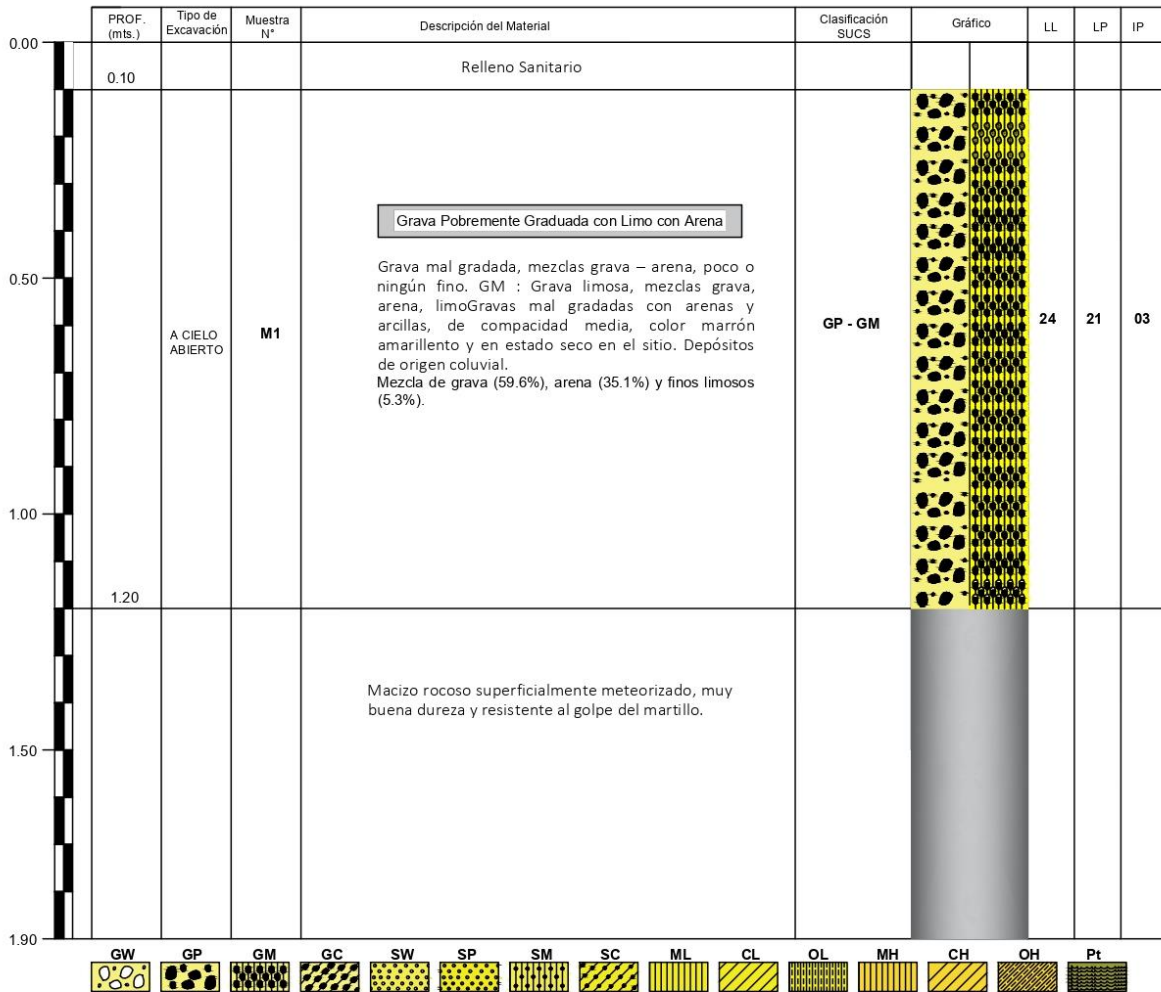 PROF. (mts.)
Tipo de Excavación
Muestra N°
Descripción del Material
Clasificación SUCS
Gráfico
LL
LP
IP
0.00
0.10
Relleno Sanitario
Grava Pobremente Graduada con Limo con Arena
Grava mal gradada, mezclas grava – arena, poco o
ningún fino. GM : Grava limosa, mezclas grava,
arena, limoGravas mal gradadas con arenas y
arcillas, de compacidad media, color marrón
amarillento y en estado seco en el sitio. Depósitos
de origen coluvial.
Mezcla de grava (59.6%), arena (35.1%) y finos limosos
(5.3%).
0.50
A CIELO
ABIERTO
M1
GP - GM
24
21
03
1.00
1.20
Macizo rocoso superficialmente meteorizado, muy
buena dureza y resistente al golpe del martillo.
1.50
1.90
GW GP GM GC SW SP SM SC ML CL OL MH CH OH Pt